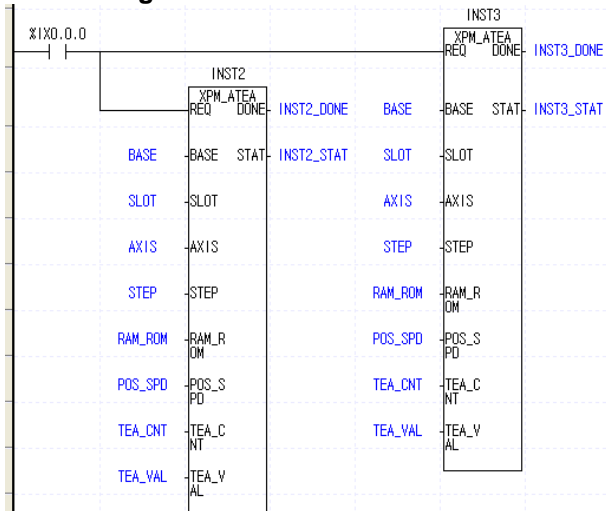 INST3
%IX0.0.0
XPM_ATEA
REQ DONE INST3_DONE
INST2
XPM_ATEA
REQ DONE INST2_DONE BASE BASE STAT INST3_STAT
BASE BASE STAT INST2_STAT SLOT SLOT
SLOT SLOT AXIS AXIS
AXIS AXIS STEP STEP
STEP STEP RAM_ROM RAM_R
OM
RAM_ROM RAM_R POS_SPD POS_S
OM PD
POS_SPD POS_S TEA_CNT TEA_C
PD NT
TEA_CNT TEA_C TEA_VAL TEA_V
NT AL
TEA_VAL TEA_V
AL